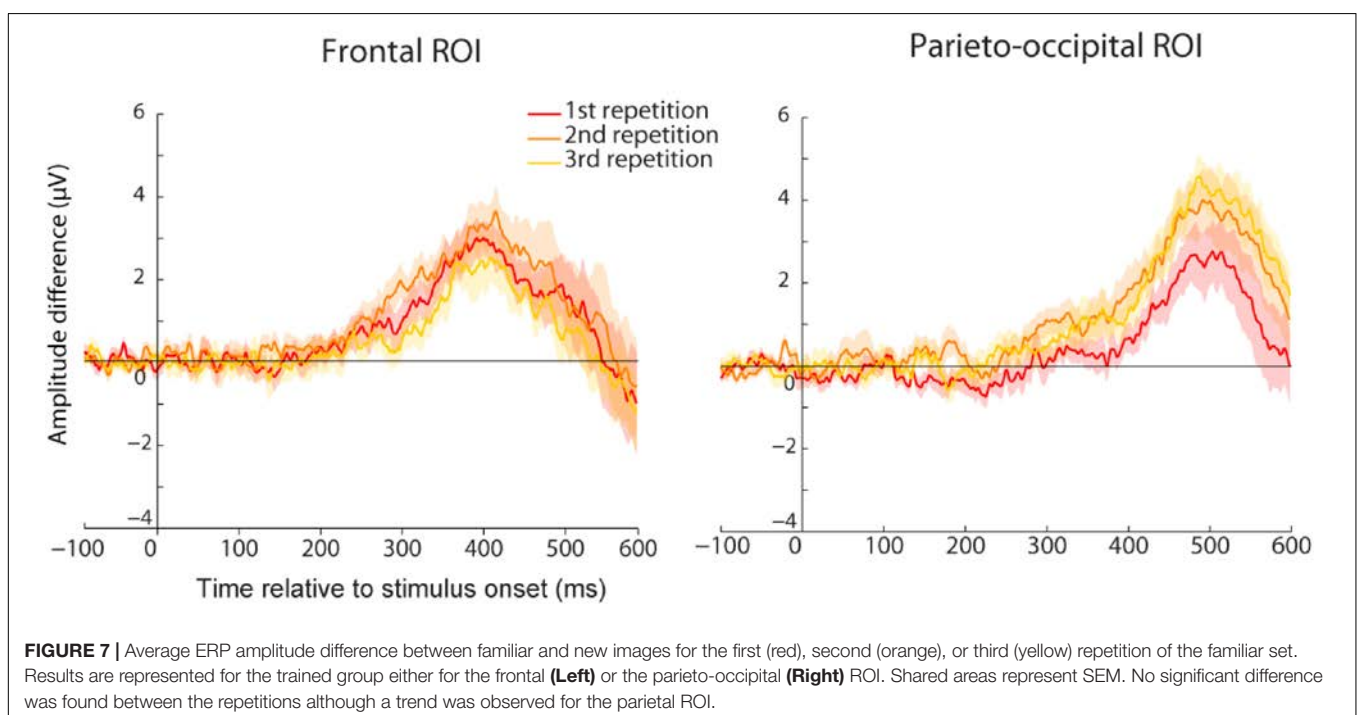 Frontal ROI
Parieto-occipital ROI
1st repetition
2nd repetition
3rd repetition
Amplitude difference (μV)
6
4
2
0
−2
−4
−100 0 100 200 300 400 500 600
6
4
2
0
−2
−4
−100 0 100 200 300 400 500 600
Time relative to stimulus onset (ms)
FIGURE 7 | Average ERP amplitude difference between familiar and new images for the first (red), second (orange), or third (yellow) repetition of the familiar set.
Results are represented for the trained group either for the frontal (Left) or the parieto-occipital (Right) ROI. Shared areas represent SEM. No significant difference
was found between the repetitions although a trend was observed for the parietal ROI.